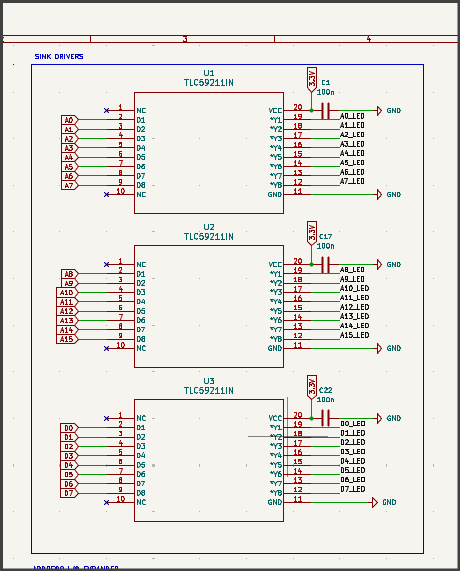 3 4
SINK DRIVERS
U1
TLC59211IN
3.3V C1
100n
1 NC VCC 20 GND
A0 2 D1 *Y1 19 A0_LED
A1 3 D2 *Y2 18 A1_LED
A2 4 D3 *Y3 17 A2_LED
A3 5 D4 *Y4 16 A3_LED
A4 6 D5 *Y5 15 A4_LED
A5 7 D6 *Y6 14 A5_LED
A6 8 D7 *Y7 13 A6_LED
A7 9 D8 *Y8 12 A7_LED
10 NC GND 11 GND
U2
TLC59211IN
3.3V C17
100n
1 NC VCC 20 GND
A8 2 D1 *Y1 19 A8_LED
A9 3 D2 *Y2 18 A9_LED
A10 4 D3 *Y3 17 A10_LED
A11 5 D4 *Y4 16 A11_LED
A12 6 D5 *Y5 15 A12_LED
A13 7 D6 *Y6 14 A13_LED
A14 8 D7 *Y7 13 A14_LED
A15 9 D8 *Y8 12 A15_LED
10 NC GND 11 GND
U3
TLC59211IN
3.3V C22
100n
1 NC VCC 20 GND
D0 2 D1 *Y1 19 D0_LED
D1 3 D2 *Y2 18 D1_LED
D2 4 D3 *Y3 17 D2_LED
D3 5 D4 *Y4 16 D3_LED
D4 6 D5 *Y5 15 D4_LED
D5 7 D6 *Y6 14 D5_LED
D6 8 D7 *Y7 13 D6_LED
D7 9 D8 *Y8 12 D7_LED
10 NC GND 11 GND